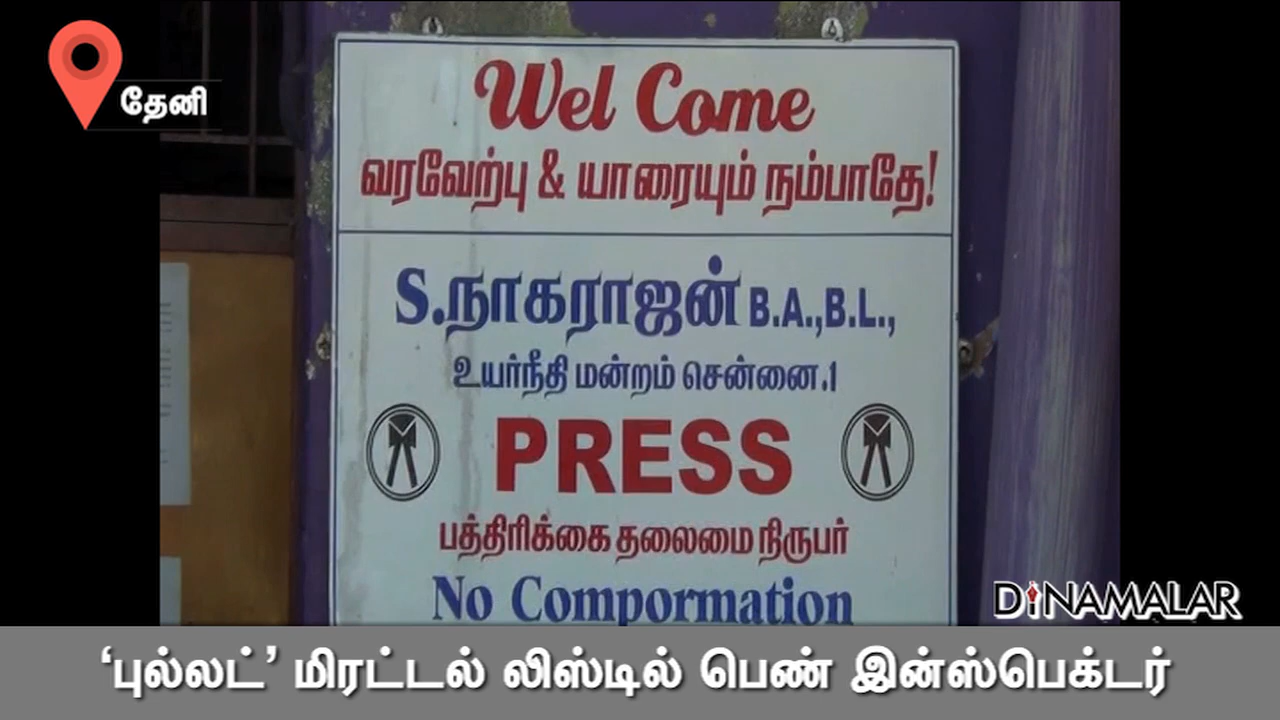 தேனி
Wel Come
வரவேற்பு & யாரையும் நம்பாதே!
S.நாகராஜன் B.A.,B.L.,
உயர்நீதி மன்றம் சென்னை.1
PRESS
பத்திரிக்கை தலைமை நிருபர்
No Compormation
DINAMALAR
‘புல்லட்’ மிரட்டல் லிஸ்டில் பெண் இன்ஸ்பெக்டர்